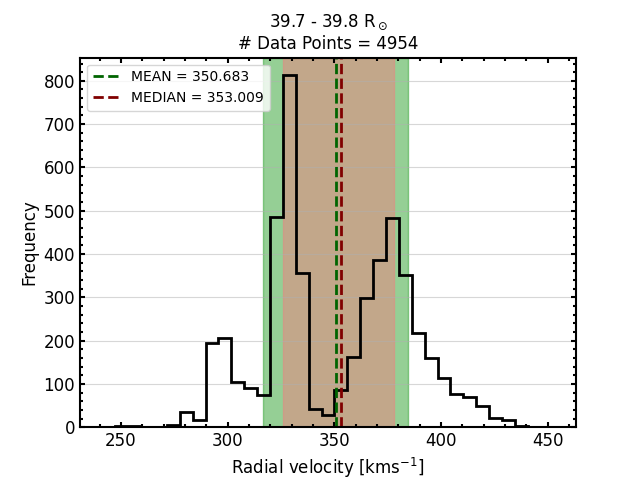 39.7 - 39.8 R⊙
# Data Points = 4954
MEAN = 350.683
MEDIAN = 353.009
800
700
600
500
400
300
200
100
0
Frequency
250
300
350
400
450
Radial velocity [kms⁻¹]